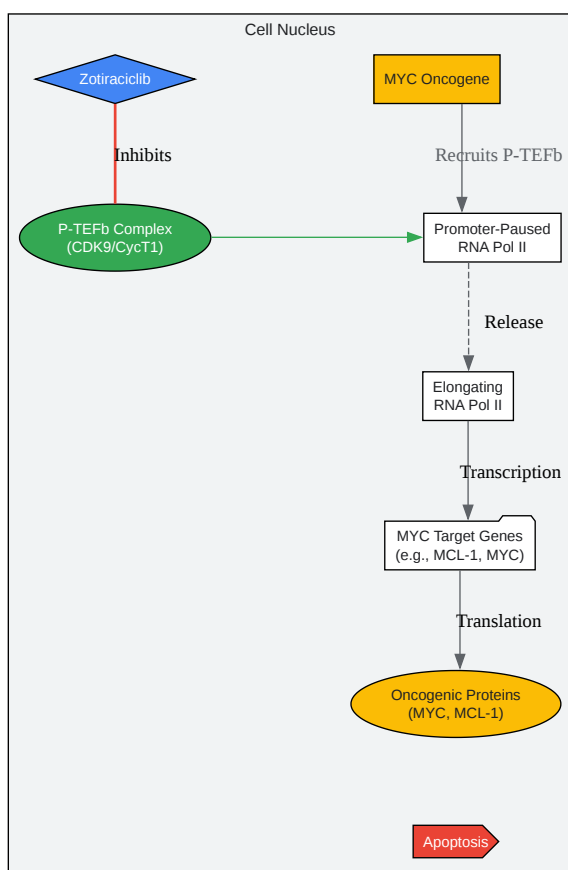 Cell Nucleus
Zotiraciclib
MYC Oncogene
Inhibits
Recruits P-TEFb
P-TEFb Complex
(CDK9/CycT1)
Promoter-Paused
RNA Pol II
Release
Elongating
RNA Pol II
Transcription
MYC Target Genes
(e.g., MCL-1, MYC)
Translation
Oncogenic Proteins
(MYC, MCL-1)
Apoptosis